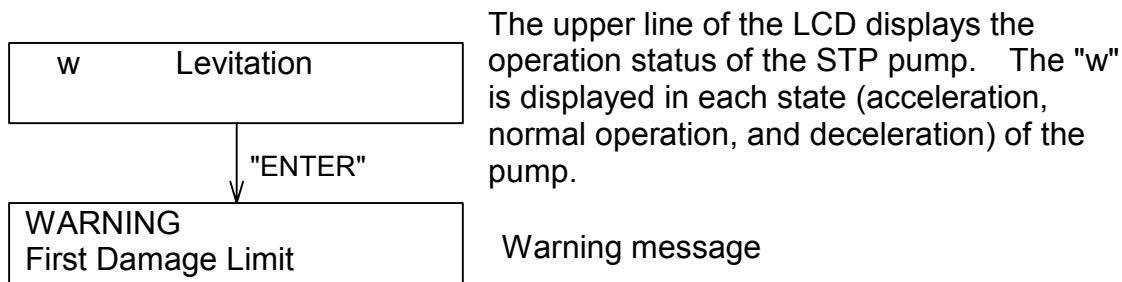 w Levitation
"ENTER"
WARNING
First Damage Limit
The upper line of the LCD displays the
operation status of the STP pump. The "w"
is displayed in each state (acceleration,
normal operation, and deceleration) of the
pump.
Warning message